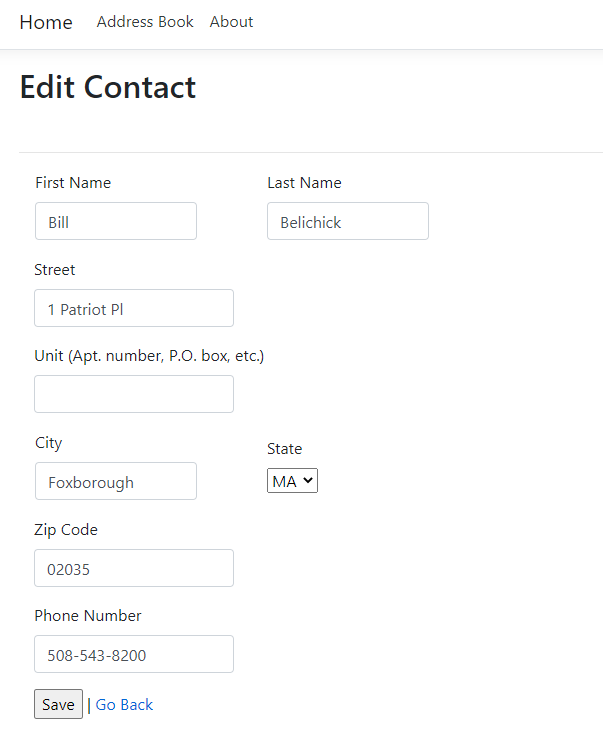 Home Address Book About
Edit Contact
First Name Last Name
Bill Belichick
Street
1 Patriot Pl
Unit (Apt. number, P.O. box, etc.)
City State
Foxborough MA
Zip Code
02035
Phone Number
508-543-8200
Save | Go Back